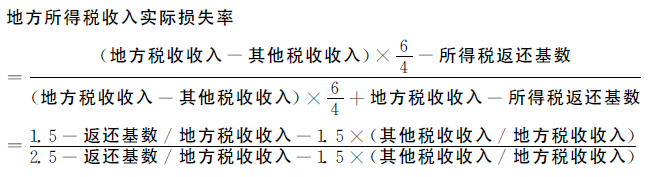 地方所得税收入实际损失率
= \frac{(地方税收收入－其他税收收入)×\frac{6}{4}－所得税返还基数}{(地方税收收入－其他税收收入)×\frac{6}{4}＋地方税收收入－所得税返还基数}
= \frac{1.5－返还基数/地方税收收入－1.5×(其他税收收入/地方税收收入)}{2.5－返还基数/地方税收收入－1.5×(其他税收收入/地方税收收入)}